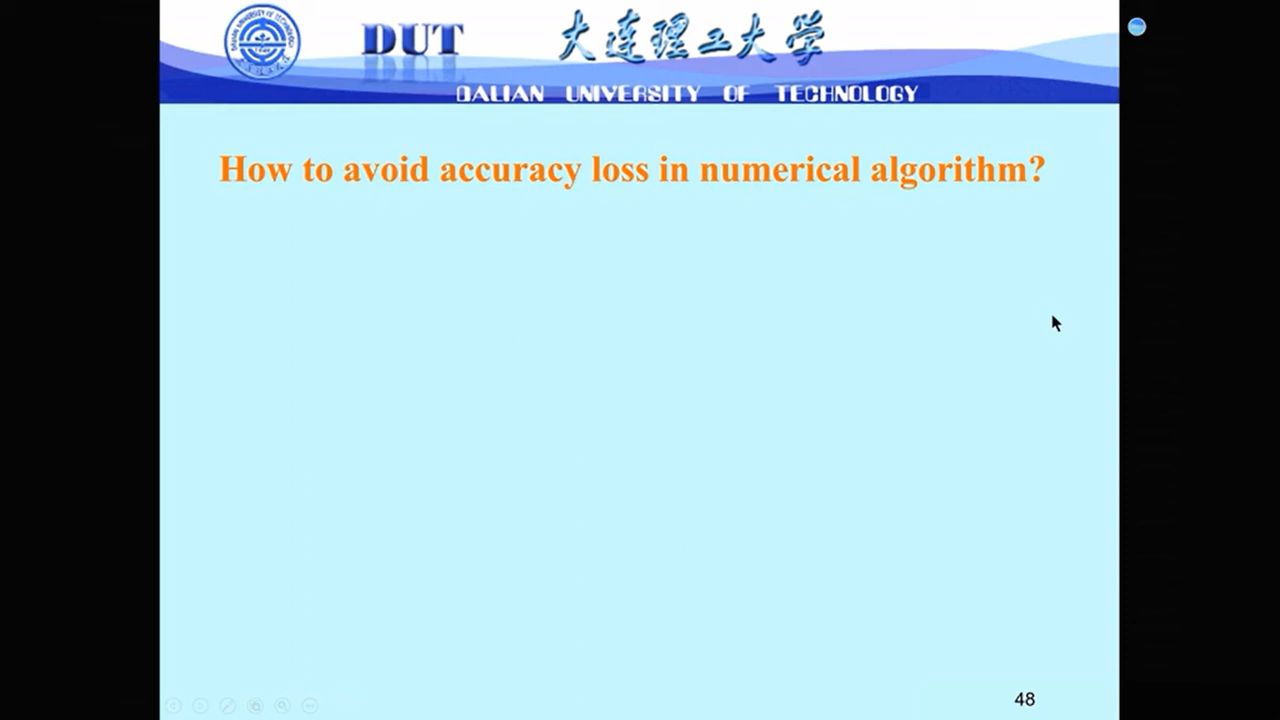 DUT
大连理工大学
DALIAN UNIVERSITY OF TECHNOLOGY
How to avoid accuracy loss in numerical algorithm?
48